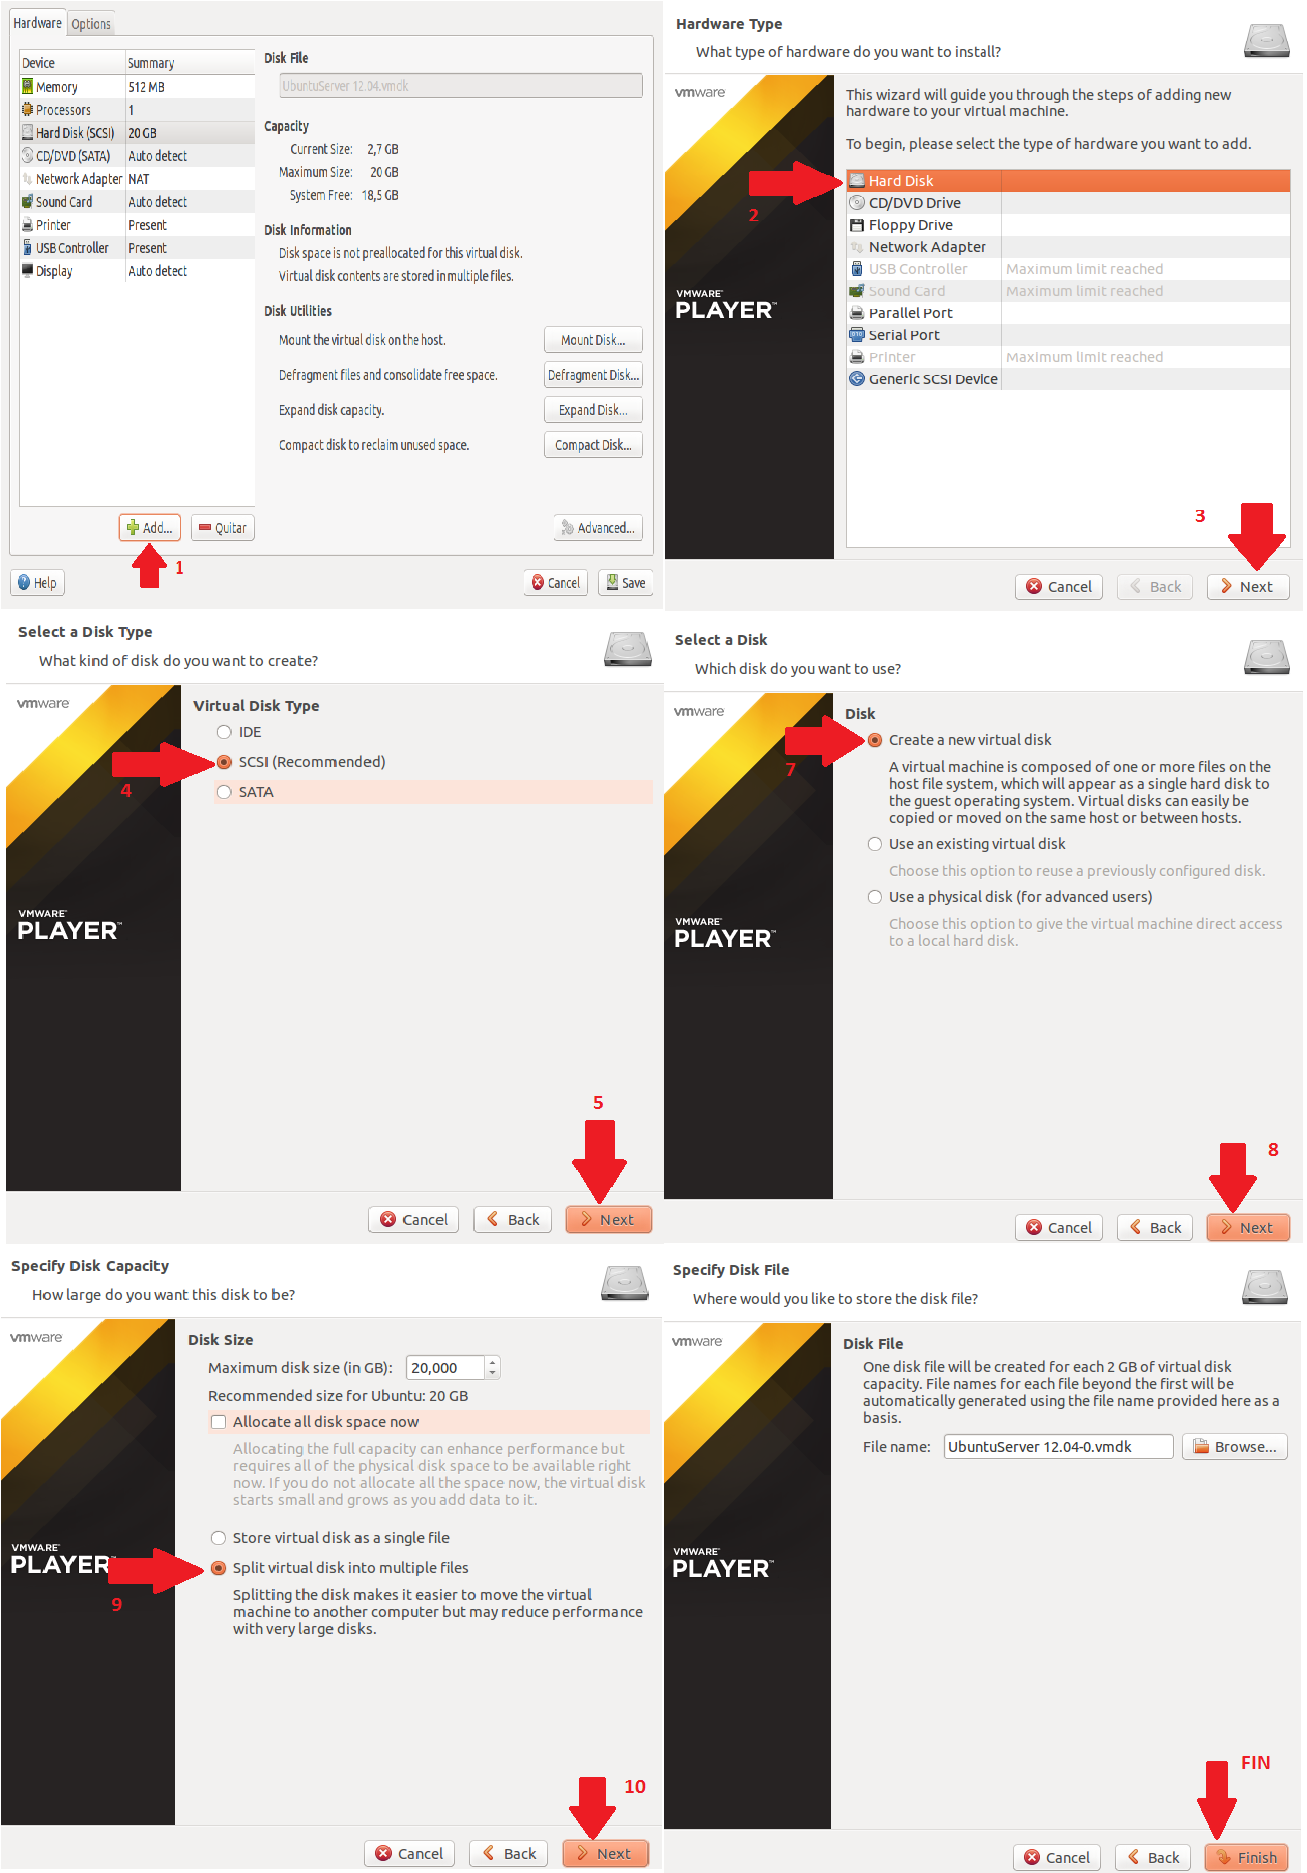 Hardware Options
Device Summary
Memory 512 MB
Processors 1
Hard Disk (SCSI) 20 GB
CD/DVD (SATA) Auto detect
Network Adapter NAT
Sound Card Auto detect
Printer Present
USB Controller Present
Display Auto detect
Add... Quitar
1
Disk File
UbuntuServer 12.04.vmdk
Capacity
Current Size: 2,7 GB
Maximum Size: 20 GB
System Free: 18,5 GB
Disk Information
Disk space is not preallocated for this virtual disk.
Virtual disk contents are stored in multiple files.
Disk Utilities
Mount the virtual disk on the host. Mount Disk...
Defragment files and consolidate free space. Defragment Disk...
Expand disk capacity. Expand Disk...
Compact disk to reclaim unused space. Compact Disk...
Advanced...
Help Cancel Save
Hardware Type
What type of hardware do you want to install?
vmware
VMWARE
PLAYER™
This wizard will guide you through the steps of adding new
hardware to your virtual machine.
To begin, please select the type of hardware you want to add.
2
Hard Disk
CD/DVD Drive
Floppy Drive
Network Adapter
USB Controller Maximum limit reached
Sound Card Maximum limit reached
Parallel Port
Serial Port
Printer Maximum limit reached
Generic SCSI Device
3
Cancel Back Next
Select a Disk Type
What kind of disk do you want to create?
vmware
VMWARE
PLAYER™
Virtual Disk Type
IDE
SCSI (Recommended)
4
SATA
5
Cancel Back Next
Select a Disk
Which disk do you want to use?
vmware
VMWARE
PLAYER™
Disk
Create a new virtual disk
7
A virtual machine is composed of one or more files on the
host file system, which will appear as a single hard disk to
the guest operating system. Virtual disks can easily be
copied or moved on the same host or between hosts.
Use an existing virtual disk
Choose this option to reuse a previously configured disk.
Use a physical disk (for advanced users)
Choose this option to give the virtual machine direct access
to a local hard disk.
8
Cancel Back Next
Specify Disk Capacity
How large do you want this disk to be?
vmware
VMWARE
PLAYER
Disk Size
Maximum disk size (in GB): 20,000
Recommended size for Ubuntu: 20 GB
Allocate all disk space now
Allocating the full capacity can enhance performance but
requires all of the physical disk space to be available right
now. If you do not allocate all the space now, the virtual disk
starts small and grows as you add data to it.
Store virtual disk as a single file
Split virtual disk into multiple files
9
Splitting the disk makes it easier to move the virtual
machine to another computer but may reduce performance
with very large disks.
10
Cancel Back Next
Specify Disk File
Where would you like to store the disk file?
vmware
VMWARE
PLAYER™
Disk File
One disk file will be created for each 2 GB of virtual disk
capacity. File names for each file beyond the first will be
automatically generated using the file name provided here as a
basis.
File name: UbuntuServer 12.04-0.vmdk Browse...
FIN
Cancel Back Finish